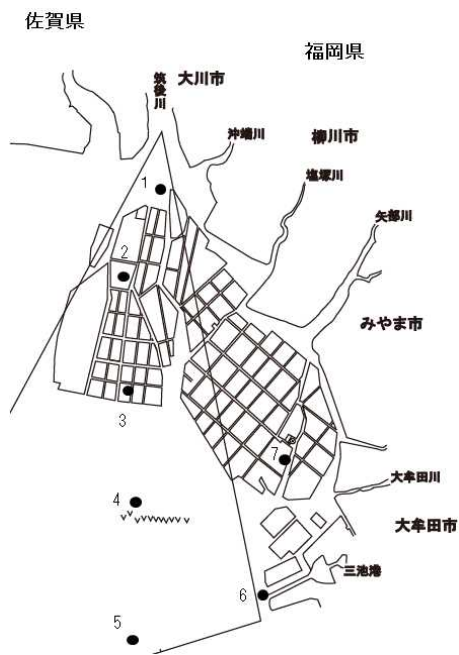 佐賀県
福岡県
筑後川
大川市
沖端川
柳川市
塩塚川
矢部川
みやま市
1
2
3
7
4
大牟田川
大牟田市
三池港
6
5